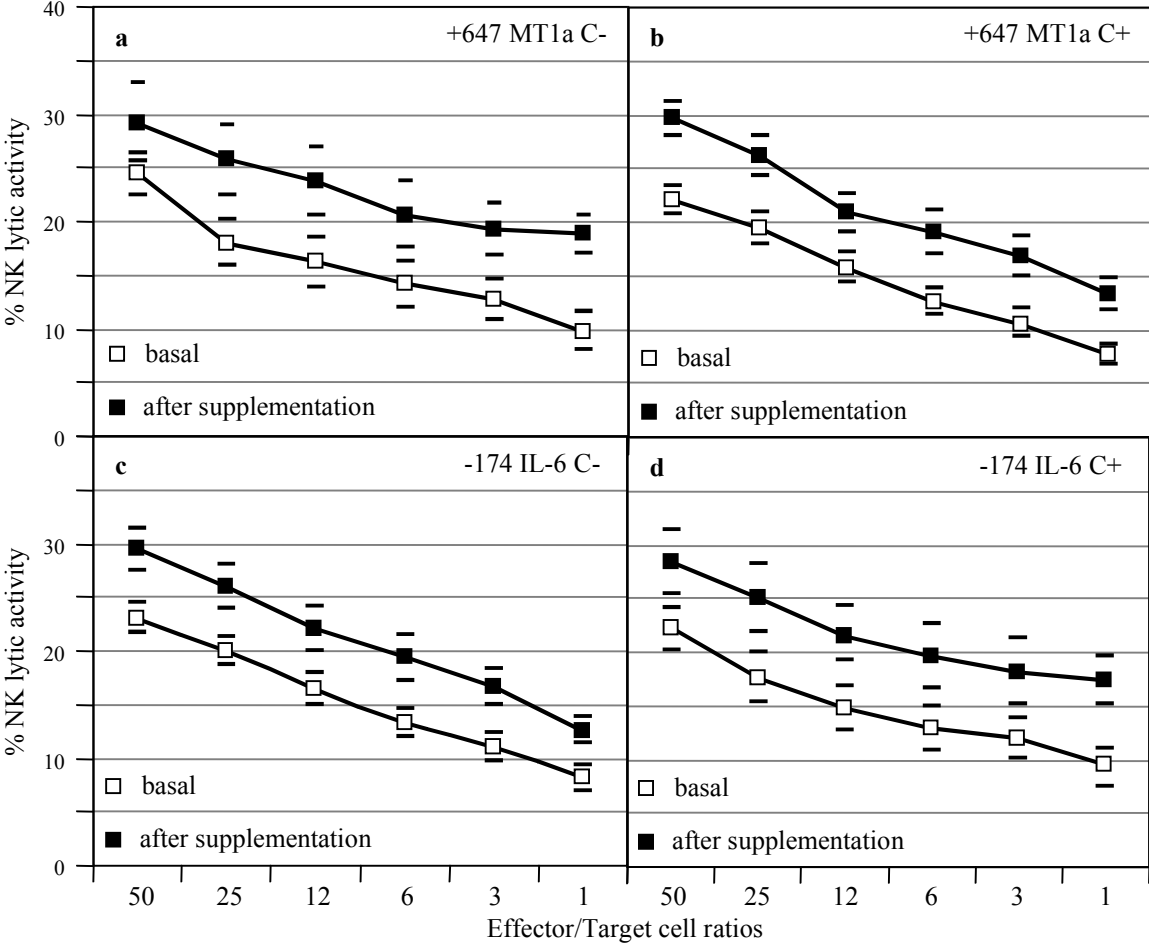 40
a
+647 MT1a C-
b
+647 MT1a C+
30
20
10
0
% NK lytic activity
basal
after supplementation
basal
after supplementation
c
-174 IL-6 C-
d
-174 IL-6 C+
30
20
10
0
% NK lytic activity
basal
after supplementation
basal
after supplementation
50 25 12 6 3 1 50 25 12 6 3 1
Effector/Target cell ratios